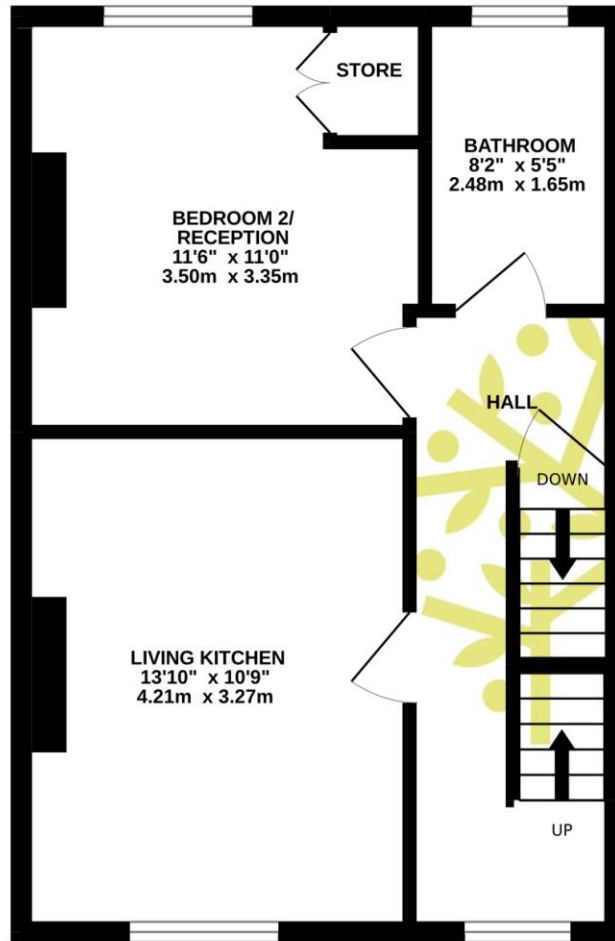 STORE
BATHROOM
8'2" x 5'5"
2.48m x 1.65m
BEDROOM 2/
RECEPTION
11'6" x 11'0"
3.50m x 3.35m
HALL
DOWN
LIVING KITCHEN
13'10" x 10'9"
4.21m x 3.27m
UP